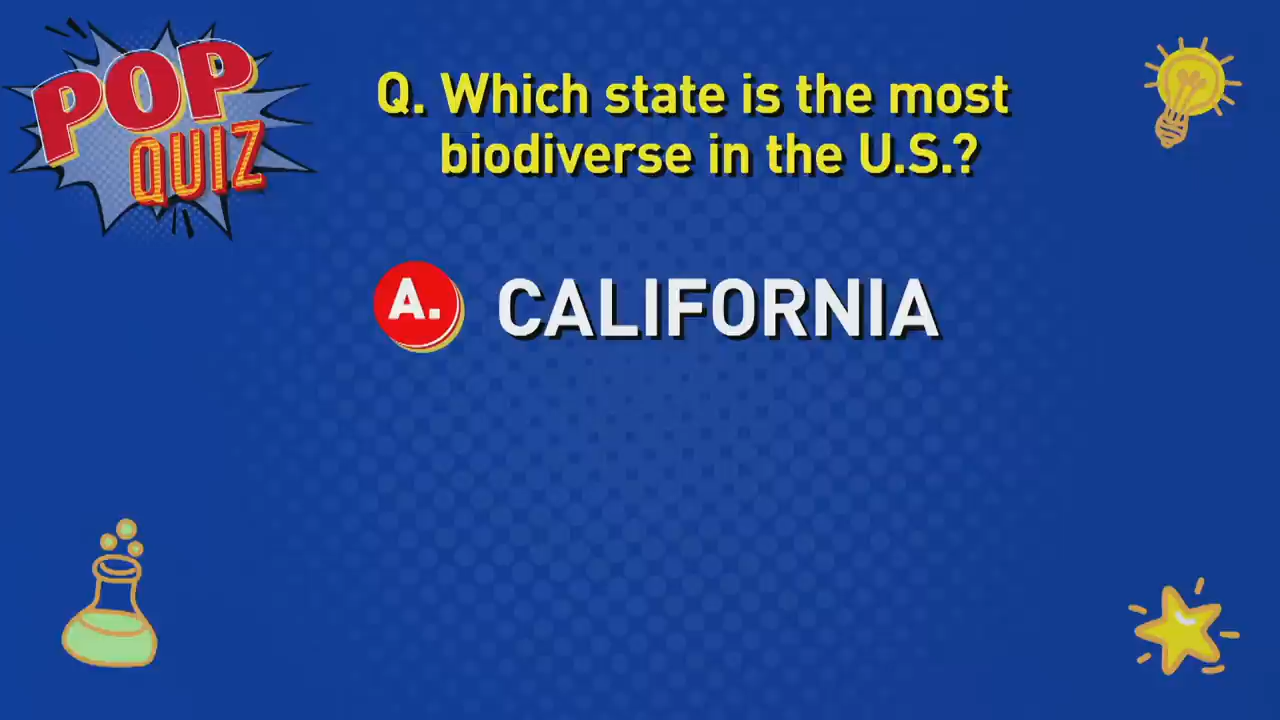 POP
QUIZ
Q. Which state is the most
biodiverse in the U.S.?
A. CALIFORNIA